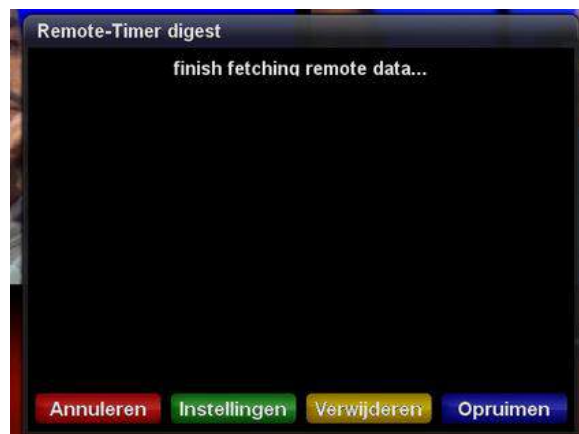 Remote-Timer digest
finish fetching remote data...
Annuleren Instellingen Verwijderen Opruimen